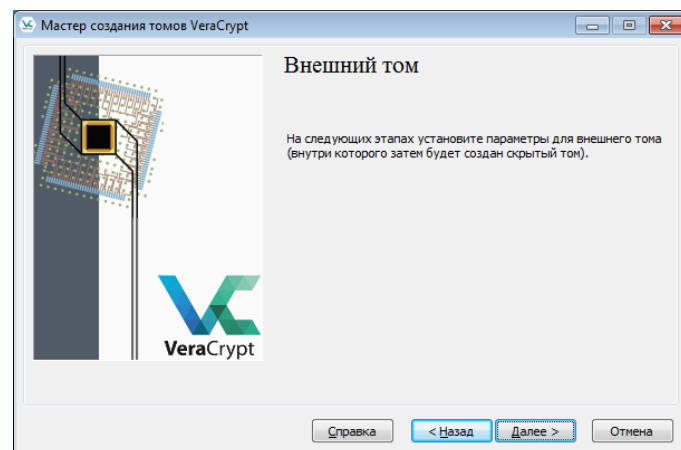 Мастер создания томов VeraCrypt
Внешний том
На следующих этапах установите параметры для внешнего тома
(внутри которого затем будет создан скрытый том).
VeraCrypt
Справка
< Назад
Далее >
Отмена